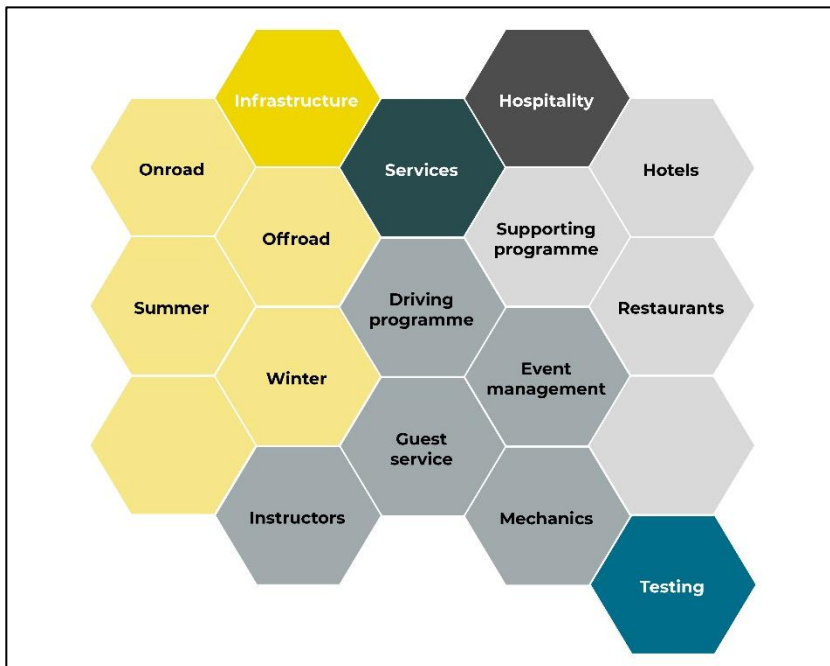 Infrastructure
Hospitality
Onroad
Services
Hotels
Offroad
Supporting
programme
Summer
Driving
programme
Restaurants
Winter
Event
management
Guest
service
Instructors
Mechanics
Testing